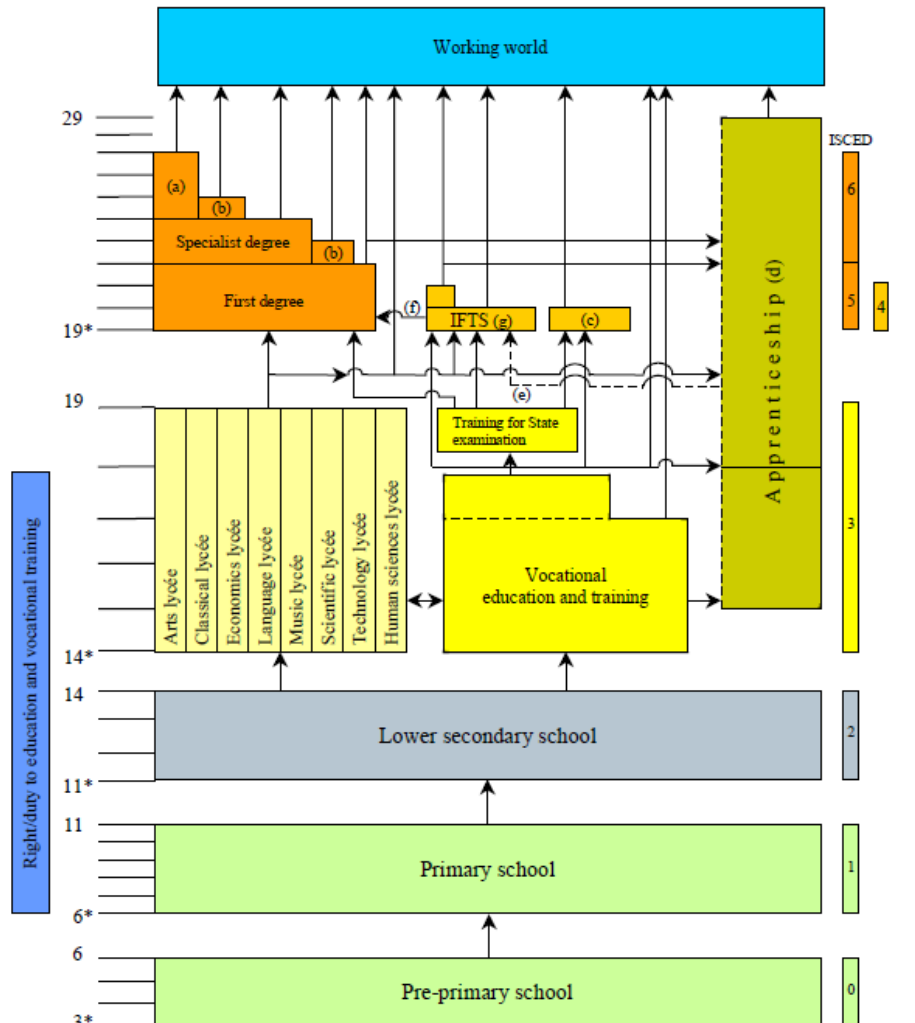 Working world
29
ISCED
(a)
6
(b)
Specialist degree
(b)
Apprenticeship (d)
First degree
5
4
(f)
IFTS (g)
(c)
19*
(e)
19
Training for State
examination
Right/duty to education and vocational training
Arts lycée
Classical lycée
Economics lycée
Language lycée
Music lycée
Scientific lycée
Technology lycée
Human sciences lycée
3
Vocational
education and training
14*
14
Lower secondary school
2
11*
11
Primary school
1
6*
6
Pre-primary school
0
3*